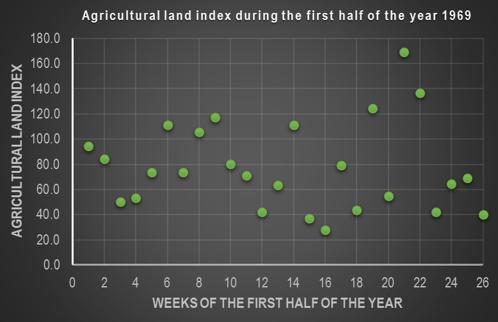 Agricultural land index during the first half of the year 1969
180.0
160.0
140.0
120.0
100.0
80.0
60.0
40.0
20.0
0.0
AGRICULTURAL LAND INDEX
0 2 4 6 8 10 12 14 16 18 20 22 24 26
WEEKS OF THE FIRST HALF OF THE YEAR